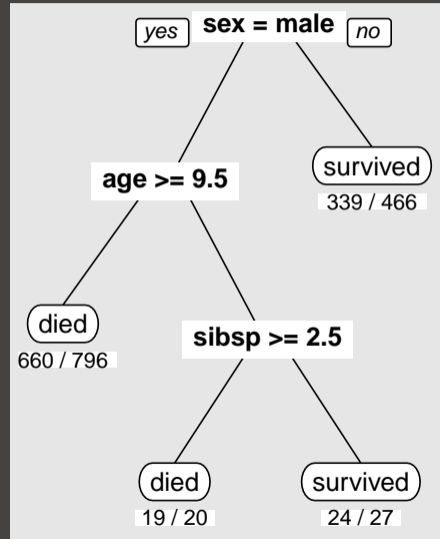 yes
sex = male
no
age >= 9.5
survived
339 / 466
died
660 / 796
sibsp >= 2.5
died
survived
19 / 20
24 / 27